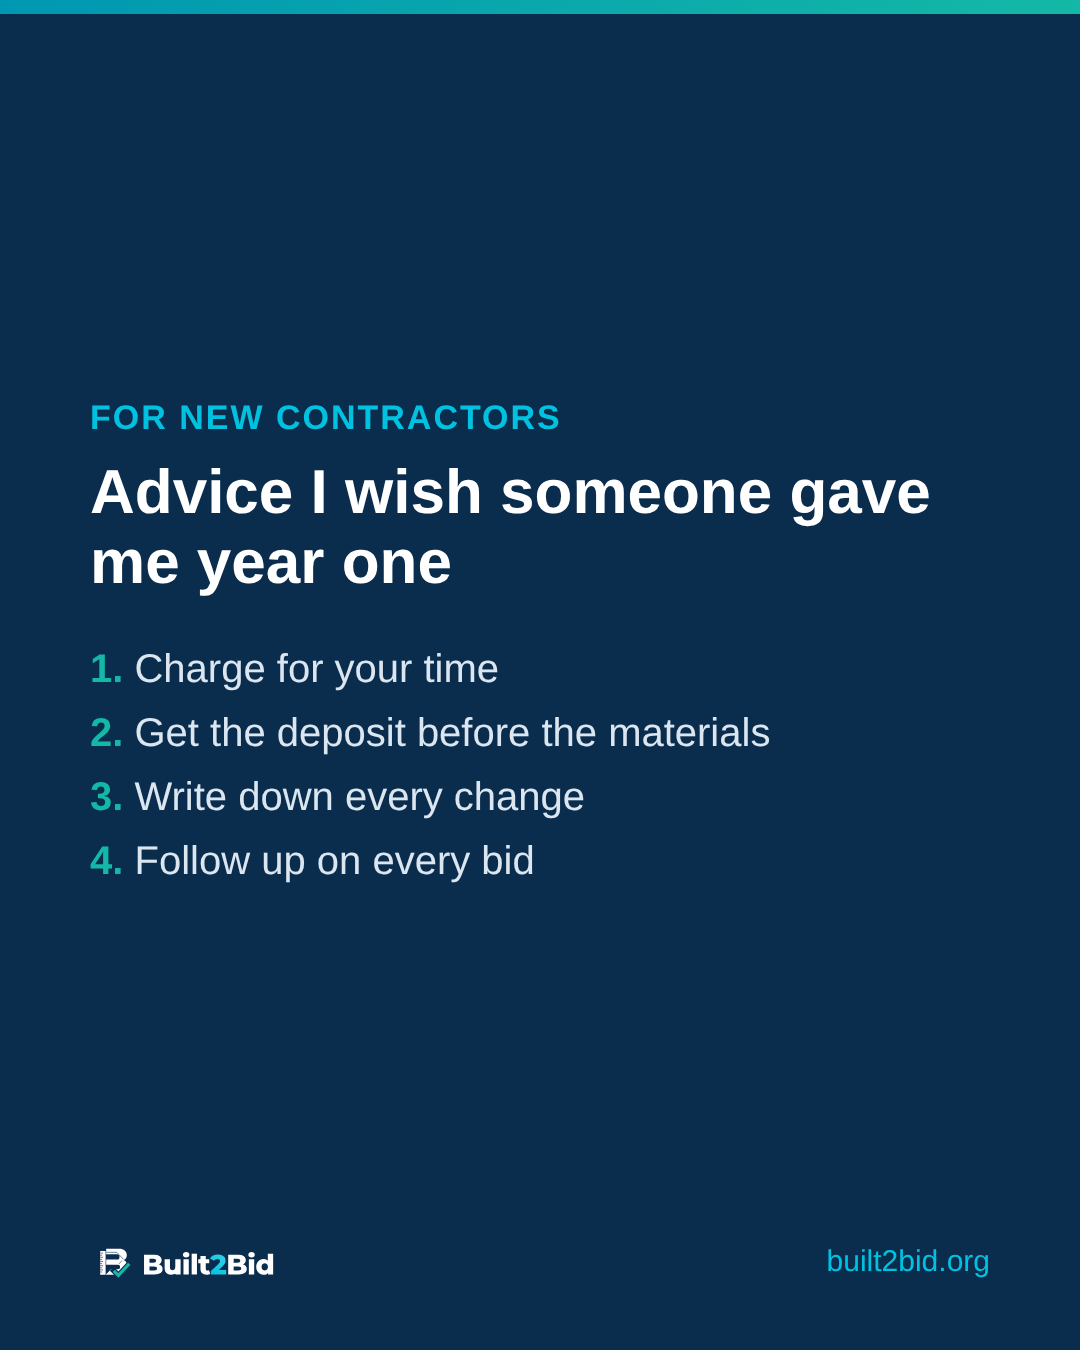 FOR NEW CONTRACTORS
Advice I wish someone gave
me year one
1. Charge for your time
2. Get the deposit before the materials
3. Write down every change
4. Follow up on every bid
Built2Bid
built2bid.org